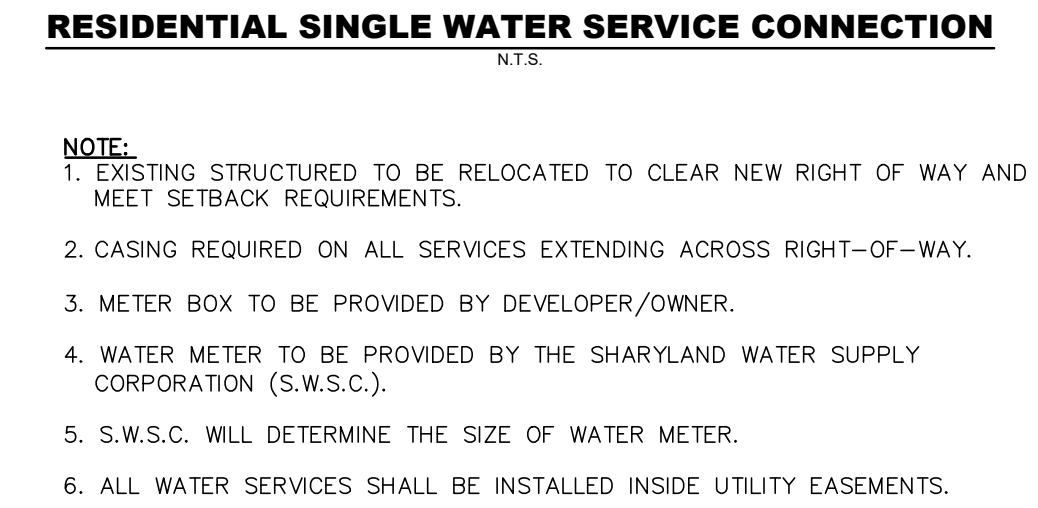 RESIDENTIAL SINGLE WATER SERVICE CONNECTION
N.T.S.
NOTE:
1. EXISTING STRUCTURED TO BE RELOCATED TO CLEAR NEW RIGHT OF WAY AND
MEET SETBACK REQUIREMENTS.
2. CASING REQUIRED ON ALL SERVICES EXTENDING ACROSS RIGHT-OF-WAY.
3. METER BOX TO BE PROVIDED BY DEVELOPER/OWNER.
4. WATER METER TO BE PROVIDED BY THE SHARYLAND WATER SUPPLY
CORPORATION (S.W.S.C.).
5. S.W.S.C. WILL DETERMINE THE SIZE OF WATER METER.
6. ALL WATER SERVICES SHALL BE INSTALLED INSIDE UTILITY EASEMENTS.